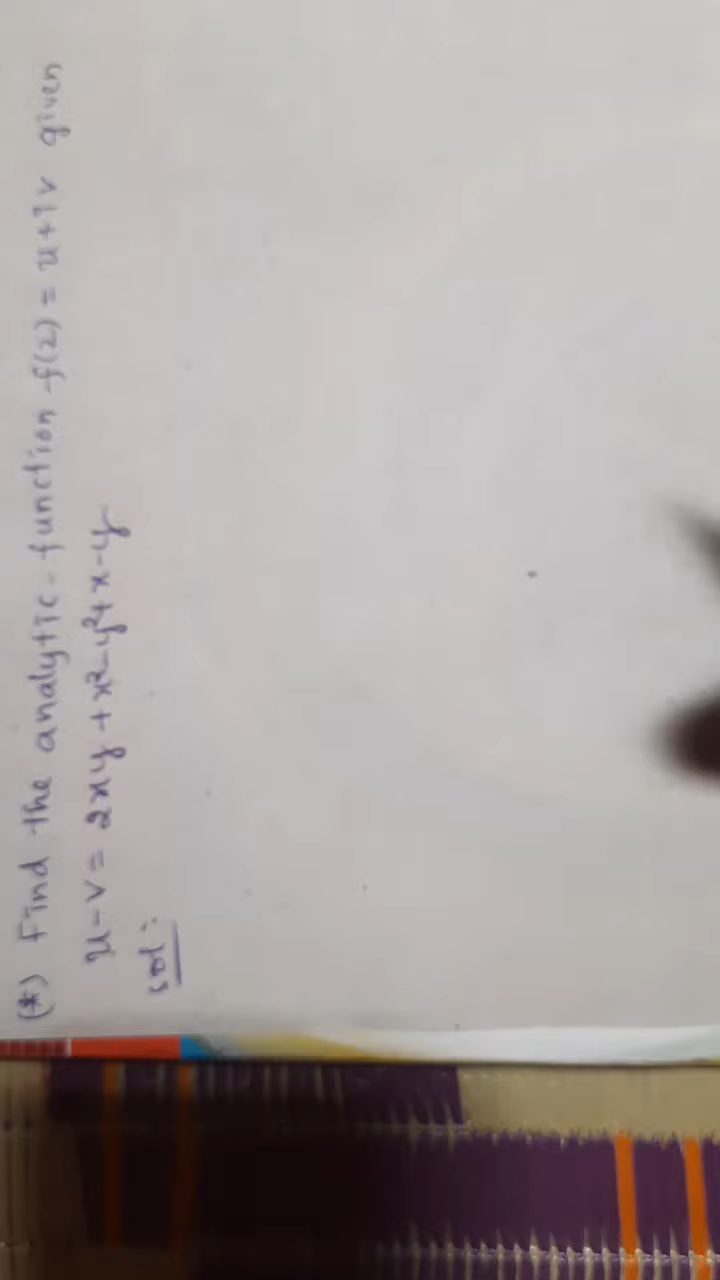 (*) Find the analytic function f(z) = u+iv given
u-v = 2xy + x²-y²+x-y
sol: